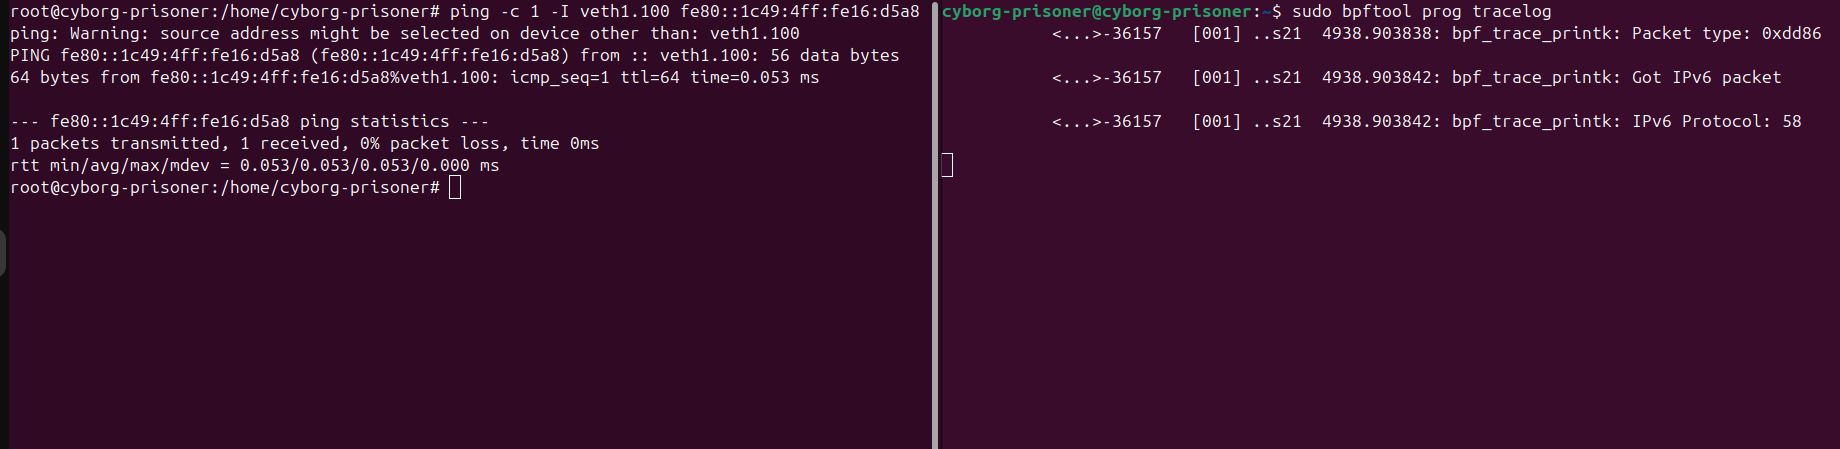 root@cyborg-prisoner:/home/cyborg-prisoner# ping -c 1 -I veth1.100 fe80::1c49:4ff:fe16:d5a8
ping: Warning: source address might be selected on device other than: veth1.100
PING fe80::1c49:4ff:fe16:d5a8 (fe80::1c49:4ff:fe16:d5a8) from :: veth1.100: 56 data bytes
64 bytes from fe80::1c49:4ff:fe16:d5a8%veth1.100: icmp_seq=1 ttl=64 time=0.053 ms
--- fe80::1c49:4ff:fe16:d5a8 ping statistics ---
1 packets transmitted, 1 received, 0% packet loss, time 0ms
rtt min/avg/max/mdev = 0.053/0.053/0.053/0.000 ms
root@cyborg-prisoner:/home/cyborg-prisoner#
cyborg-prisoner@cyborg-prisoner:~$ sudo bpftool prog tracelog
<...>-36157   [001] ..s21  4938.903838: bpf_trace_printk: Packet type: 0xdd86
<...>-36157   [001] ..s21  4938.903842: bpf_trace_printk: Got IPv6 packet
<...>-36157   [001] ..s21  4938.903842: bpf_trace_printk: IPv6 Protocol: 58